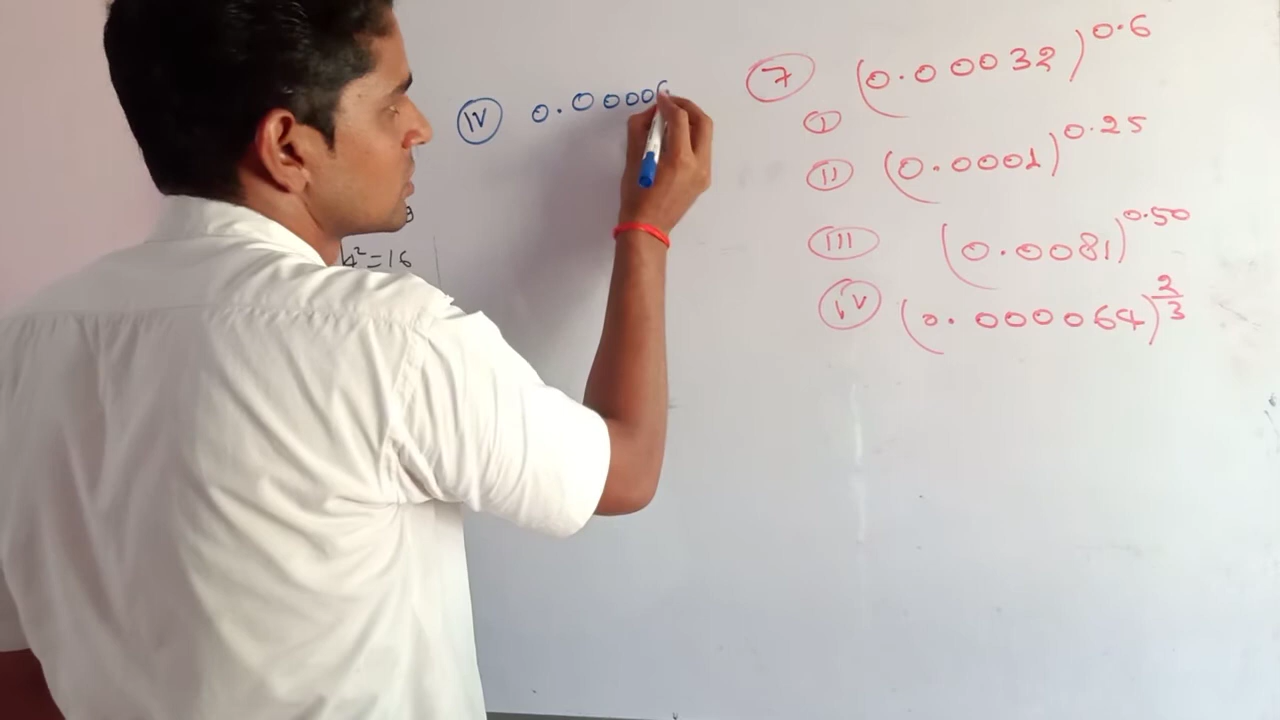 (IV) 0.0000
4²=16
(7) (0.00032)^0.6
(I)
(II) (0.0001)^0.25
(III) (0.0081)^0.50
(IV) (0.000064)^2/3